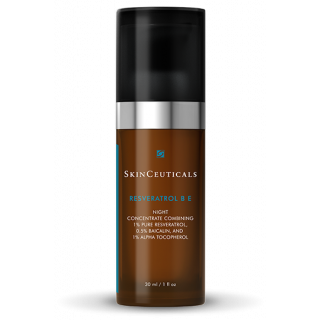 SKINCEUTICALS
RESVERATROL B E
NIGHT
CONCENTRATE COMBINING
1% PURE RESVERATROL,
0.5% BAICALIN, AND
1% ALPHA TOCOPHEROL
30 ml / 1 fl oz